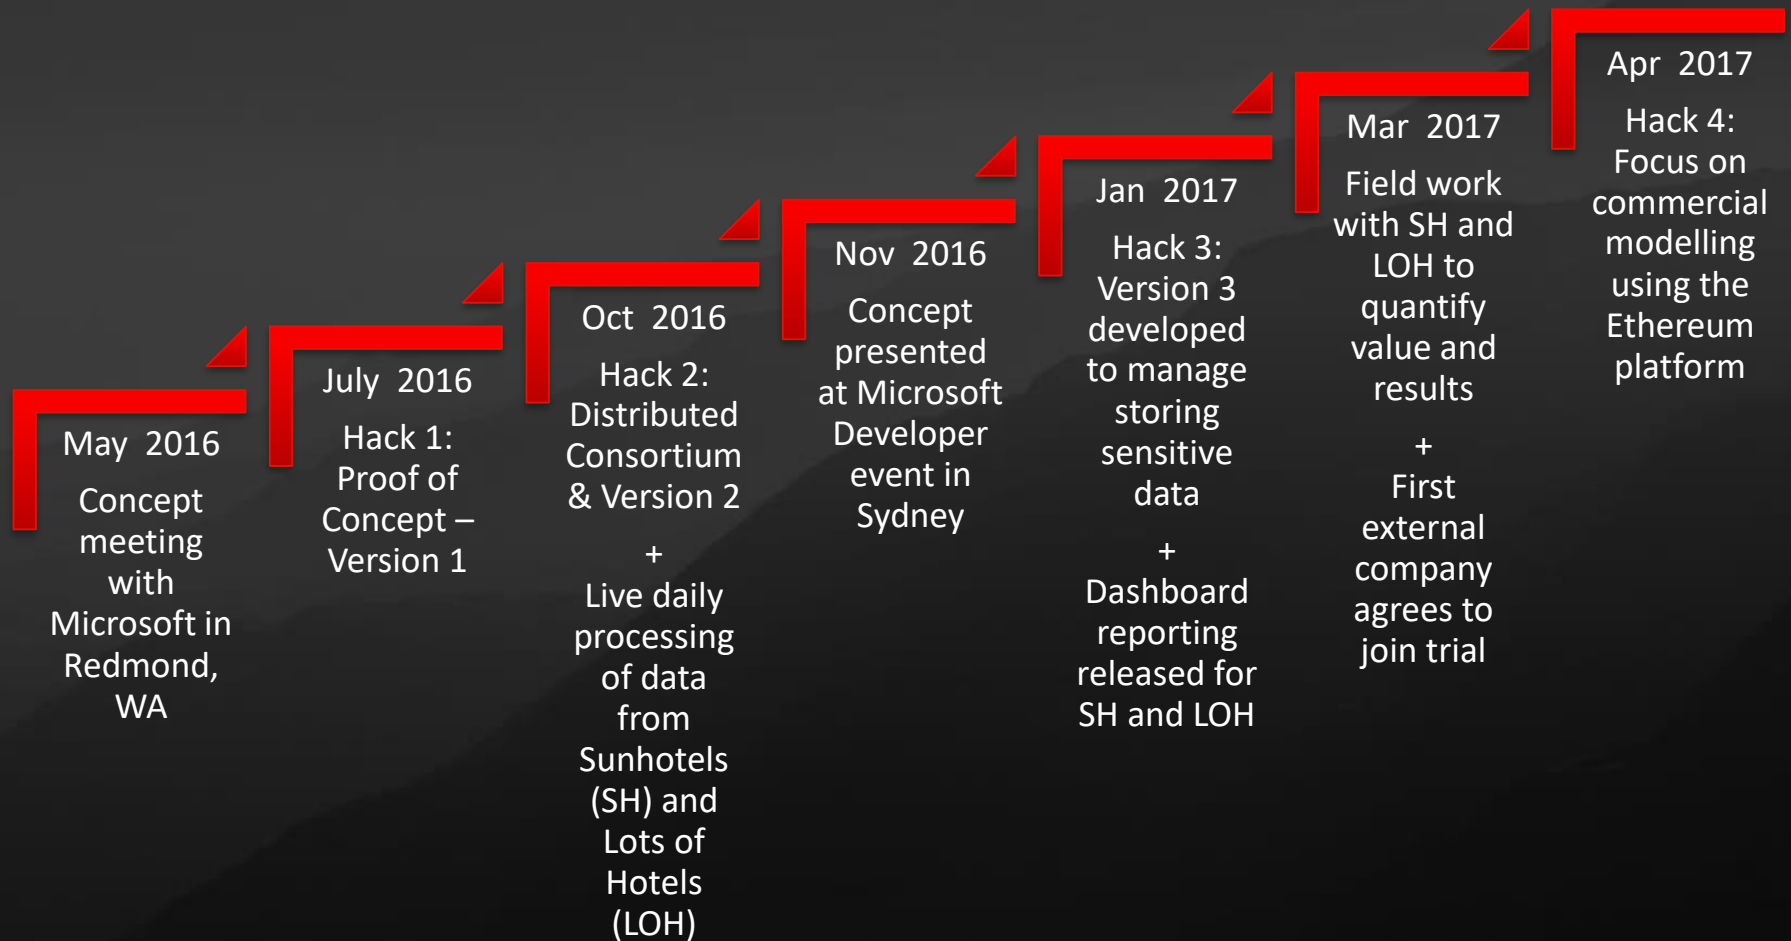 May 2016
Concept
meeting
with
Microsoft in
Redmond,
WA
July 2016
Hack 1:
Proof of
Concept –
Version 1
Oct 2016
Hack 2:
Distributed
Consortium
& Version 2
+
Live daily
processing
of data
from
Sunhotels
(SH) and
Lots of
Hotels
(LOH)
Nov 2016
Concept
presented
at Microsoft
Developer
event in
Sydney
Jan 2017
Hack 3:
Version 3
developed
to manage
storing
sensitive
data
+
Dashboard
reporting
released for
SH and LOH
Mar 2017
Field work
with SH and
LOH to
quantify
value and
results
+
First
external
company
agrees to
join trial
Apr 2017
Hack 4:
Focus on
commercial
modelling
using the
Ethereum
platform